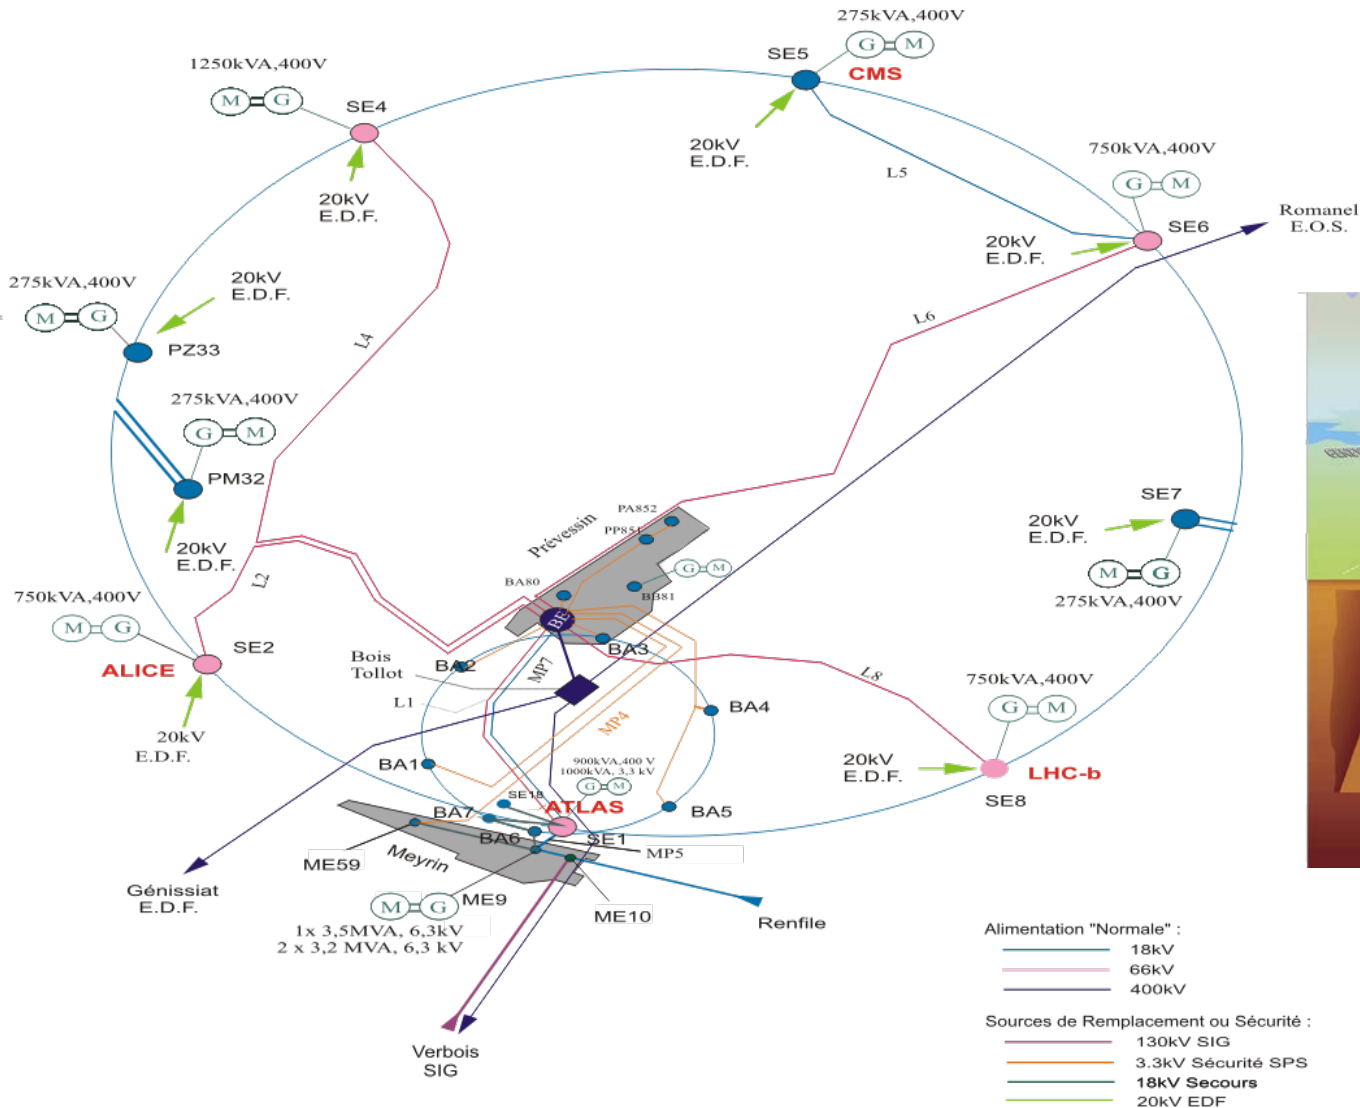 275kVA,400V
G M
SE5
CMS
1250kVA,400V
M G
SE4
20kV
E.D.F.
20kV
E.D.F.
750kVA,400V
G M
L5
SE6
Romanel
E.O.S.
20kV
E.D.F.
275kVA,400V
M G
20kV
E.D.F.
PZ33
L4
L6
275kVA,400V
G M
PM32
20kV
E.D.F.
SE7
20kV
E.D.F.
M G
275kVA,400V
PA852
PP851
Prévessin
BA80
G M
BB81
L2
750kVA,400V
M G
SE2
ALICE
20kV
E.D.F.
BE
BA3
BA2
MP7
Bois
Tollot
L1
L8
750kVA,400V
G M
20kV
E.D.F.
LHC-b
SE8
BA4
MP4
BA1
900kVA,400 V
1000kVA, 3,3 kV
G M
SE18
ATLAS
BA5
BA7
BA6
SE1
MP5
Meyrin
ME59
ME9
M G
1x 3,5MVA, 6,3kV
2 x 3,2 MVA, 6,3 kV
ME10
Renfile
Génissiat
E.D.F.
Verbois
SIG
Alimentation "Normale" :
18kV
66kV
400kV
Sources de Remplacement ou Sécurité :
130kV SIG
3.3kV Sécurité SPS
18kV Secours
20kV EDF